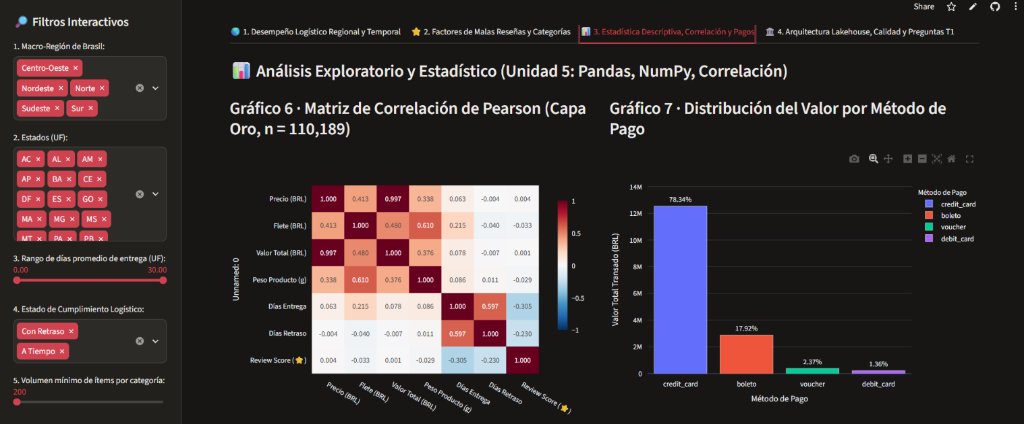 Share
🔎 Filtros Interactivos
1. Macro-Región de Brasil:
Centro-Oeste ×
Nordeste × Norte ×
Sudeste × Sur ×
2. Estados (UF):
AC × AL × AM ×
AP × BA × CE ×
DF × ES × GO ×
MA × MG × MS ×
MT × PA × PB ×
3. Rango de días promedio de entrega (UF):
0.00 30.00
4. Estado de Cumplimiento Logístico:
Con Retraso ×
A Tiempo ×
5. Volumen mínimo de ítems por categoría:
200
🌎 1. Desempeño Logístico Regional y Temporal
⭐ 2. Factores de Malas Reseñas y Categorías
📊 3. Estadística Descriptiva, Correlación y Pagos
🏛️ 4. Arquitectura Lakehouse, Calidad y Preguntas T1
📊 Análisis Exploratorio y Estadístico (Unidad 5: Pandas, NumPy, Correlación)
Gráfico 6 · Matriz de Correlación de Pearson (Capa
Oro, n = 110,189)
Unnamed: 0
Precio (BRL) 1.000 0.413 0.997 0.338 0.063 -0.004 0.004
Flete (BRL) 0.413 1.000 0.480 0.610 0.215 -0.040 -0.033
Valor Total (BRL) 0.997 0.480 1.000 0.376 0.078 -0.007 0.001
Peso Producto (g) 0.338 0.610 0.376 1.000 0.086 0.011 -0.029
Días Entrega 0.063 0.215 0.078 0.086 1.000 0.597 -0.305
Días Retraso -0.004 -0.040 -0.007 0.011 0.597 1.000 -0.230
Review Score (⭐) 0.004 -0.033 0.001 -0.029 -0.305 -0.230 1.000
Precio (BRL)
Flete (BRL)
Valor Total (BRL)
Peso Producto (g)
Días Entrega
Días Retraso
Review Score (⭐)
1
0.5
0
−0.5
−1
Gráfico 7 · Distribución del Valor por Método de
Pago
Valor Total Transado (BRL)
14M
12M
10M
8M
6M
4M
2M
0
78.34%
17.92%
2.37%
1.36%
credit_card
boleto
voucher
debit_card
Método de Pago
Método de Pago
credit_card
boleto
voucher
debit_card